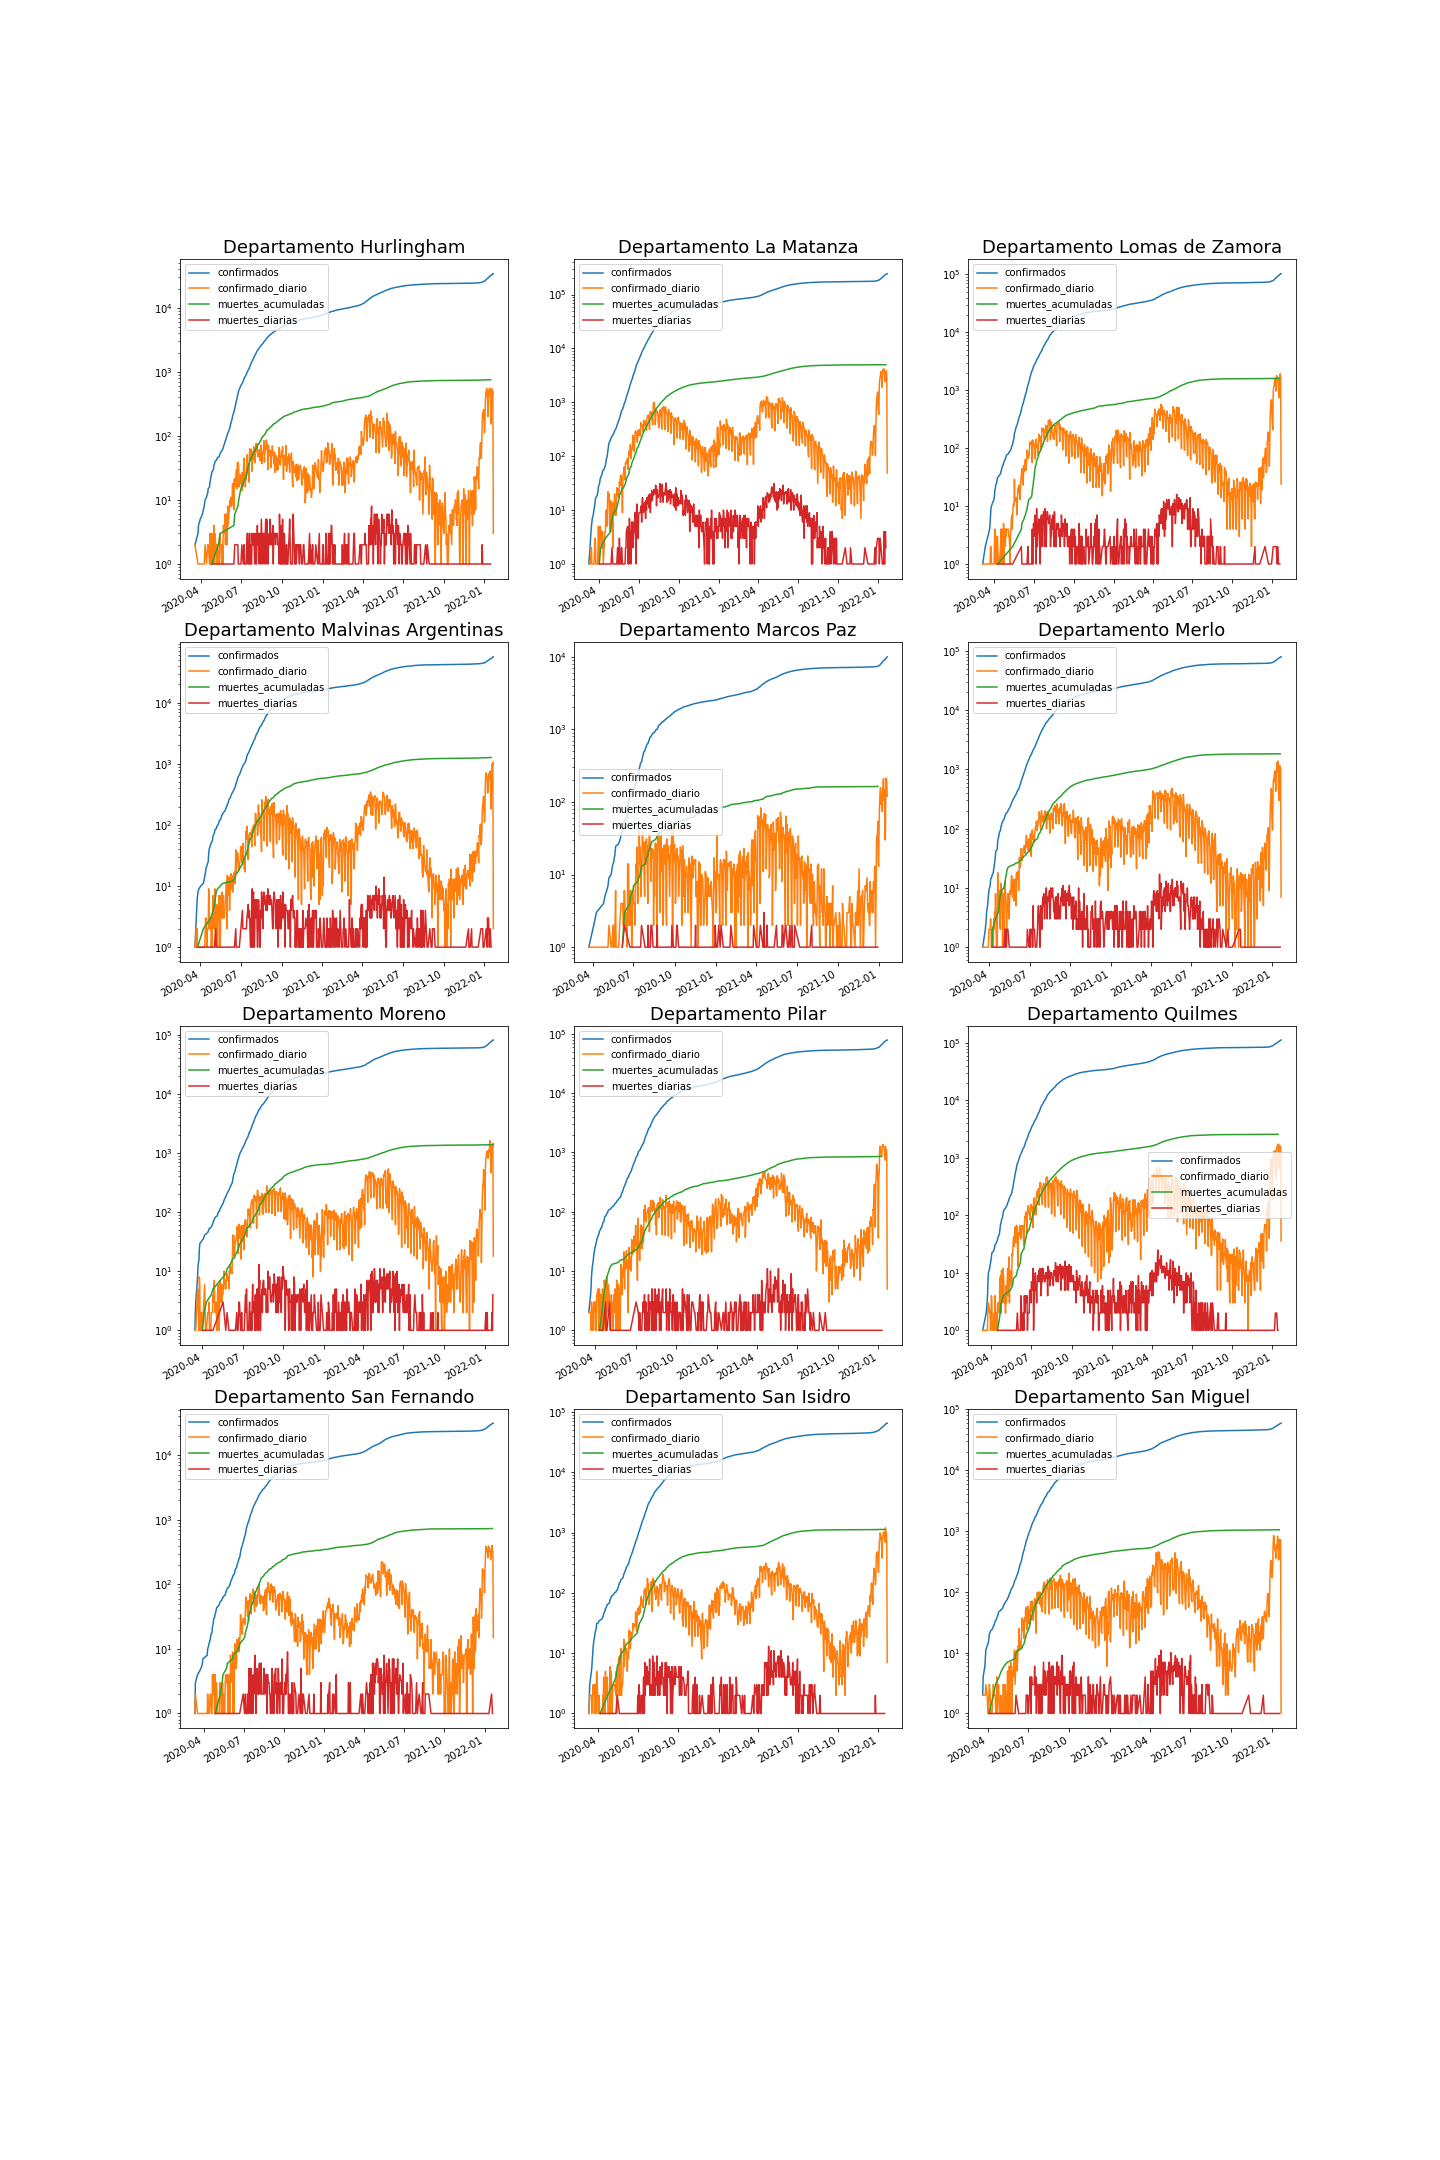 Departamento Hurlingham
confirmados
confirmado_diario
muertes_acumuladas
muertes_diarias
10⁴
10³
10²
10¹
10⁰
2020-04 2020-07 2020-10 2021-01 2021-04 2021-07 2021-10 2022-01
Departamento La Matanza
confirmados
confirmado_diario
muertes_acumuladas
muertes_diarias
10⁵
10⁴
10³
10²
10¹
10⁰
2020-04 2020-07 2020-10 2021-01 2021-04 2021-07 2021-10 2022-01
Departamento Lomas de Zamora
confirmados
confirmado_diario
muertes_acumuladas
muertes_diarias
10⁵
10⁴
10³
10²
10¹
10⁰
2020-04 2020-07 2020-10 2021-01 2021-04 2021-07 2021-10 2022-01
Departamento Malvinas Argentinas
confirmados
confirmado_diario
muertes_acumuladas
muertes_diarias
10⁴
10³
10²
10¹
10⁰
2020-04 2020-07 2020-10 2021-01 2021-04 2021-07 2021-10 2022-01
Departamento Marcos Paz
10⁴
10³
confirmados
confirmado_diario
muertes_acumuladas
muertes_diarias
10²
10¹
10⁰
2020-04 2020-07 2020-10 2021-01 2021-04 2021-07 2021-10 2022-01
Departamento Merlo
confirmados
confirmado_diario
muertes_acumuladas
muertes_diarias
10⁵
10⁴
10³
10²
10¹
10⁰
2020-04 2020-07 2020-10 2021-01 2021-04 2021-07 2021-10 2022-01
Departamento Moreno
confirmados
confirmado_diario
muertes_acumuladas
muertes_diarias
10⁵
10⁴
10³
10²
10¹
10⁰
2020-04 2020-07 2020-10 2021-01 2021-04 2021-07 2021-10 2022-01
Departamento Pilar
confirmados
confirmado_diario
muertes_acumuladas
muertes_diarias
10⁵
10⁴
10³
10²
10¹
10⁰
2020-04 2020-07 2020-10 2021-01 2021-04 2021-07 2021-10 2022-01
Departamento Quilmes
10⁵
10⁴
10³
confirmados
confirmado_diario
muertes_acumuladas
muertes_diarias
10²
10¹
10⁰
2020-04 2020-07 2020-10 2021-01 2021-04 2021-07 2021-10 2022-01
Departamento San Fernando
confirmados
confirmado_diario
muertes_acumuladas
muertes_diarias
10⁴
10³
10²
10¹
10⁰
2020-04 2020-07 2020-10 2021-01 2021-04 2021-07 2021-10 2022-01
Departamento San Isidro
confirmados
confirmado_diario
muertes_acumuladas
muertes_diarias
10⁵
10⁴
10³
10²
10¹
10⁰
2020-04 2020-07 2020-10 2021-01 2021-04 2021-07 2021-10 2022-01
Departamento San Miguel
confirmados
confirmado_diario
muertes_acumuladas
muertes_diarias
10⁵
10⁴
10³
10²
10¹
10⁰
2020-04 2020-07 2020-10 2021-01 2021-04 2021-07 2021-10 2022-01